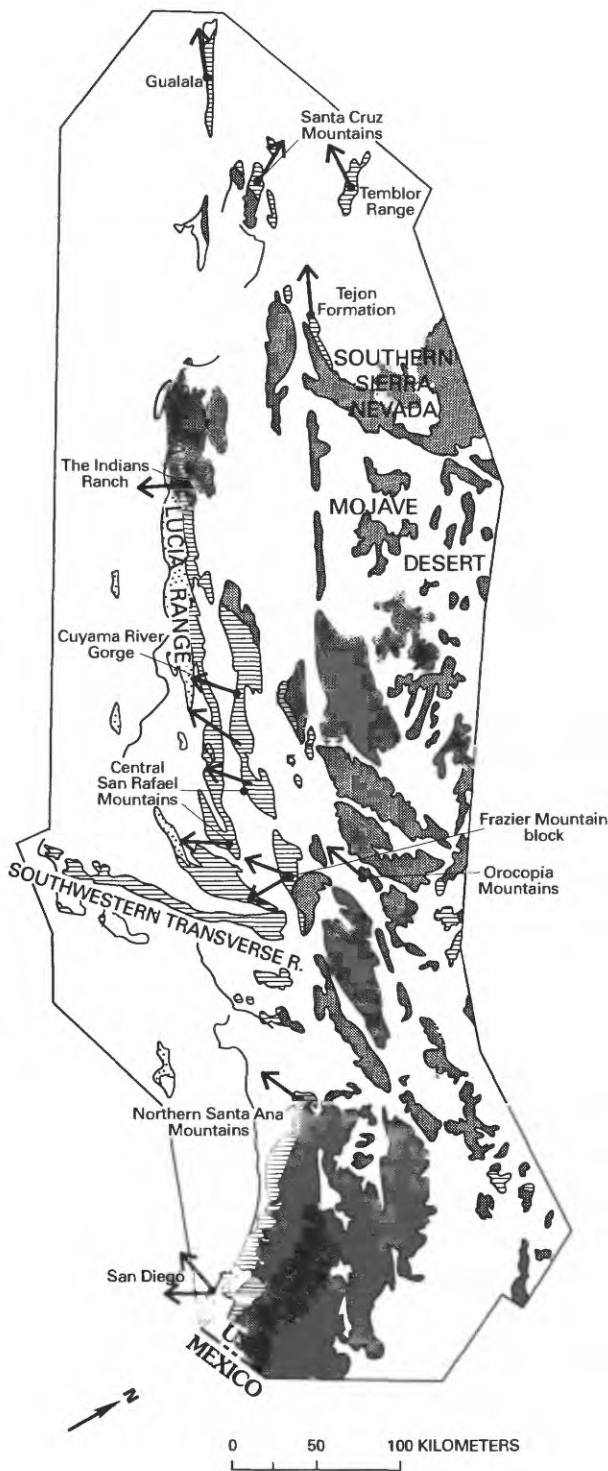 Gualala
Santa Cruz
Mountains
Temblor
Range
Tejon
Formation
SOUTHERN
SIERRA
NEVADA
The Indians
Ranch
LUCIA RANGE
MOJAVE
DESERT
Cuyama River
Gorge
Central
San Rafael
Mountains
Frazier Mountain
block
Orocopia
Mountains
SOUTHWESTERN TRANSVERSE R.
Northern Santa Ana
Mountains
San Diego
MEXICO
N
0 50 100 KILOMETERS